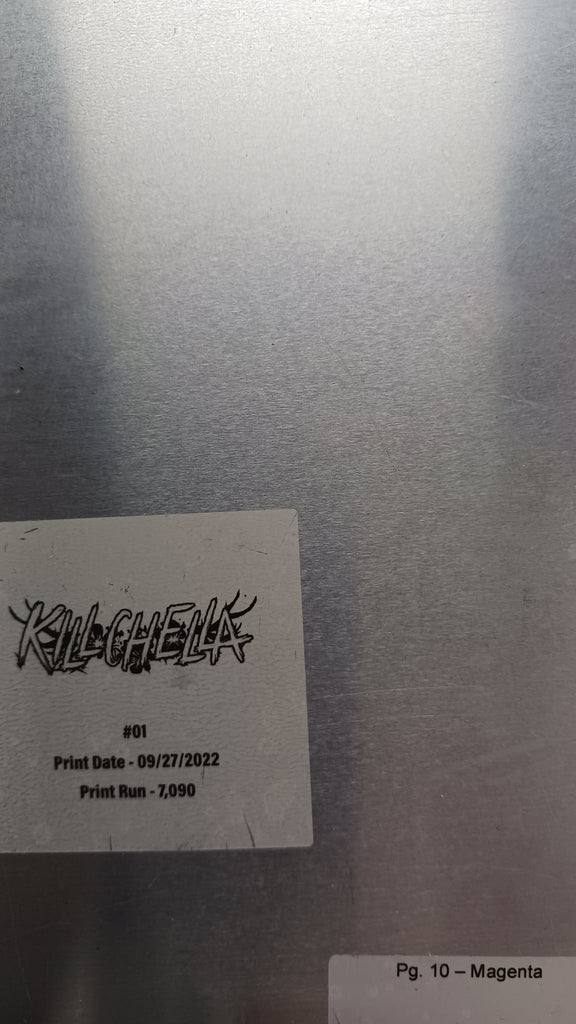 KILLCHELLA
#01
Print Date - 09/27/2022
Print Run - 7,090
Pg. 10 – Magenta